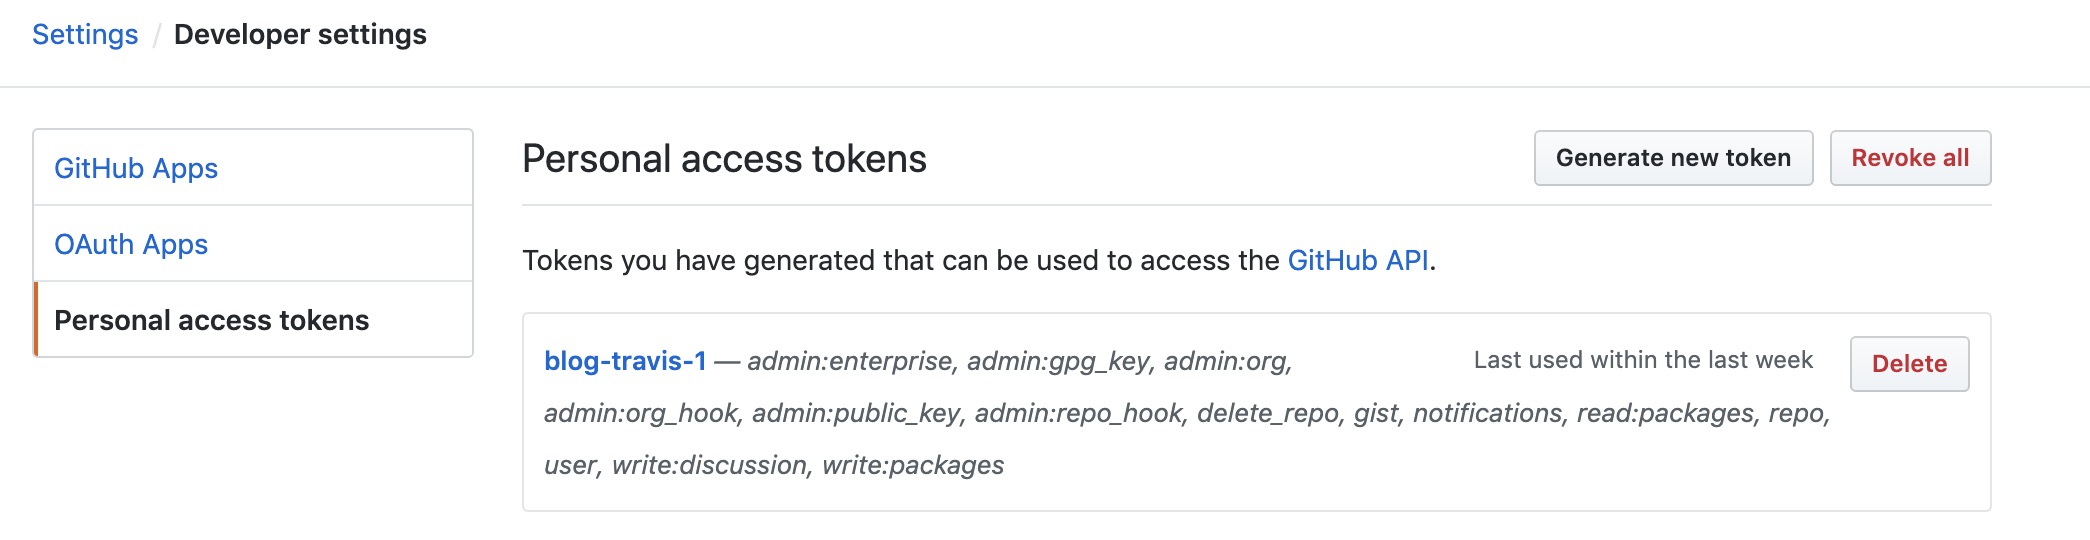 Settings / Developer settings
GitHub Apps
OAuth Apps
Personal access tokens
Personal access tokens
Generate new token
Revoke all
Tokens you have generated that can be used to access the GitHub API.
blog-travis-1 — admin:enterprise, admin:gpg_key, admin:org,
Last used within the last week
Delete
admin:org_hook, admin:public_key, admin:repo_hook, delete_repo, gist, notifications, read:packages, repo,
user, write:discussion, write:packages